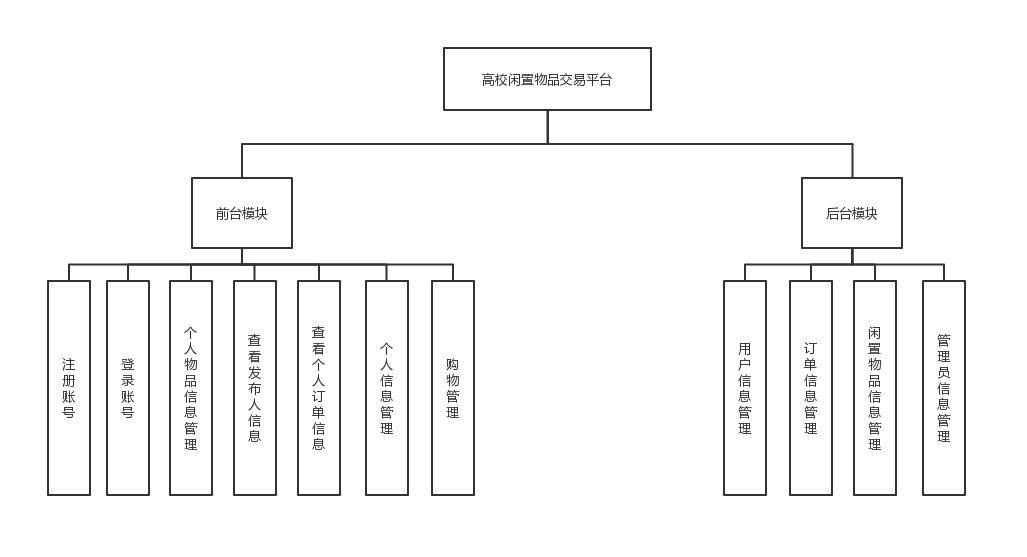 高校闲置物品交易平台
前台模块
后台模块
注册账号
登录账号
个人物品信息管理
查看发布人信息
查看个人订单信息
个人信息管理
购物管理
用户信息管理
订单信息管理
闲置物品信息管理
管理员信息管理